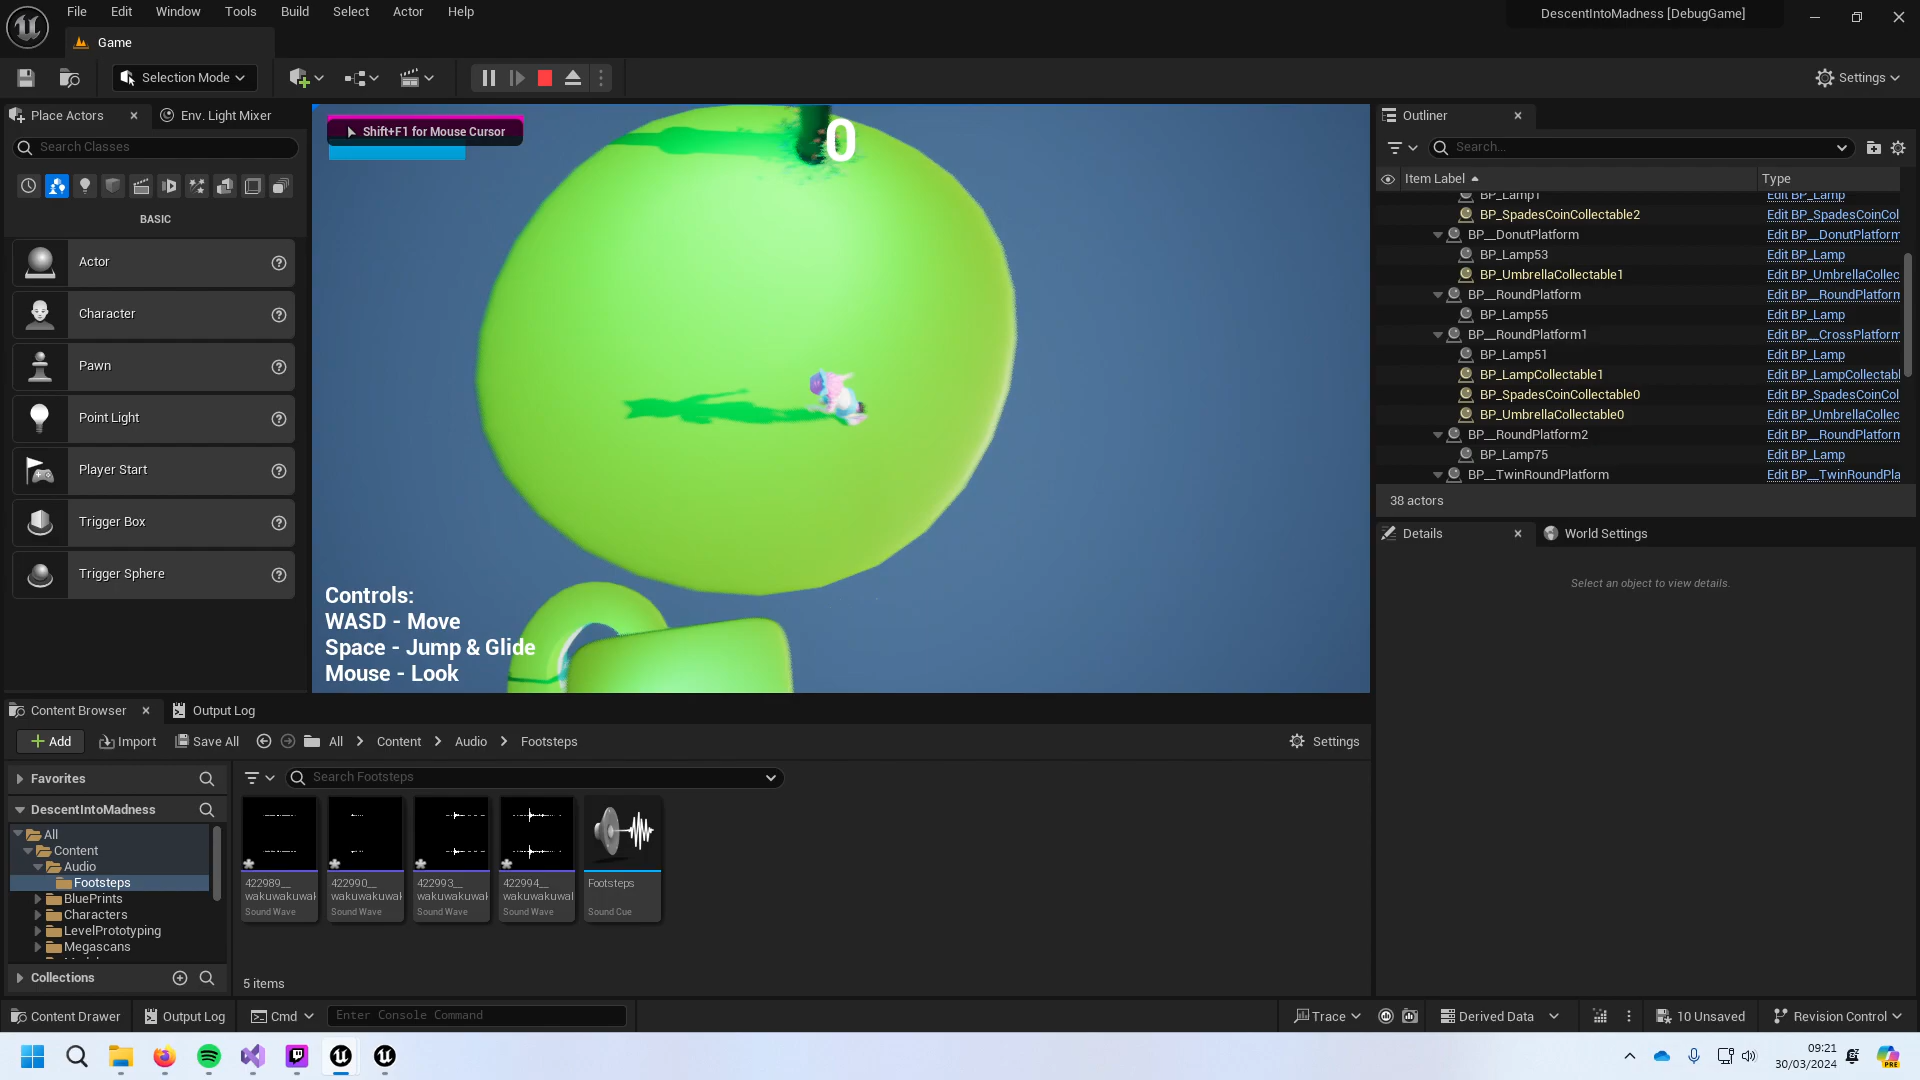 File Edit Window Tools Build Select Actor Help
DescentIntoMadness [DebugGame]
Game
Selection Mode
Settings
Place Actors
Env. Light Mixer
Search Classes
BASIC
Actor
Character
Pawn
Point Light
Player Start
Trigger Box
Trigger Sphere
Shift+F1 for Mouse Cursor
0
Controls:
WASD - Move
Space - Jump & Glide
Mouse - Look
Outliner
Search...
Item Label Type
BP_Lamp1 Edit BP_Lamp
BP_SpadesCoinCollectable2 Edit BP_SpadesCoinCol
BP__DonutPlatform Edit BP__DonutPlatform
BP_Lamp53 Edit BP_Lamp
BP_UmbrellaCollectable1 Edit BP_UmbrellaCollec
BP__RoundPlatform Edit BP__RoundPlatform
BP_Lamp55 Edit BP_Lamp
BP__RoundPlatform1 Edit BP__CrossPlatform
BP_Lamp51 Edit BP_Lamp
BP_LampCollectable1 Edit BP_LampCollectabl
BP_SpadesCoinCollectable0 Edit BP_SpadesCoinCol
BP_UmbrellaCollectable0 Edit BP_UmbrellaCollec
BP__RoundPlatform2 Edit BP__RoundPlatform
BP_Lamp75 Edit BP_Lamp
BP__TwinRoundPlatform Edit BP__TwinRoundPla
38 actors
Details
World Settings
Select an object to view details.
Content Browser
Output Log
Add Import Save All All Content Audio Footsteps Settings
Favorites
DescentIntoMadness
All
Content
Audio
Footsteps
BluePrints
Characters
LevelPrototyping
Megascans
Collections
Search Footsteps
422989__
wakuwakuwak
Sound Wave
422990__
wakuwakuwak
Sound Wave
422993__
wakuwakuwak
Sound Wave
422994__
wakuwakuwal
Sound Wave
Footsteps
Sound Cue
5 items
Content Drawer Output Log Cmd Enter Console Command Trace Derived Data 10 Unsaved Revision Control
09:21
30/03/2024
PRE